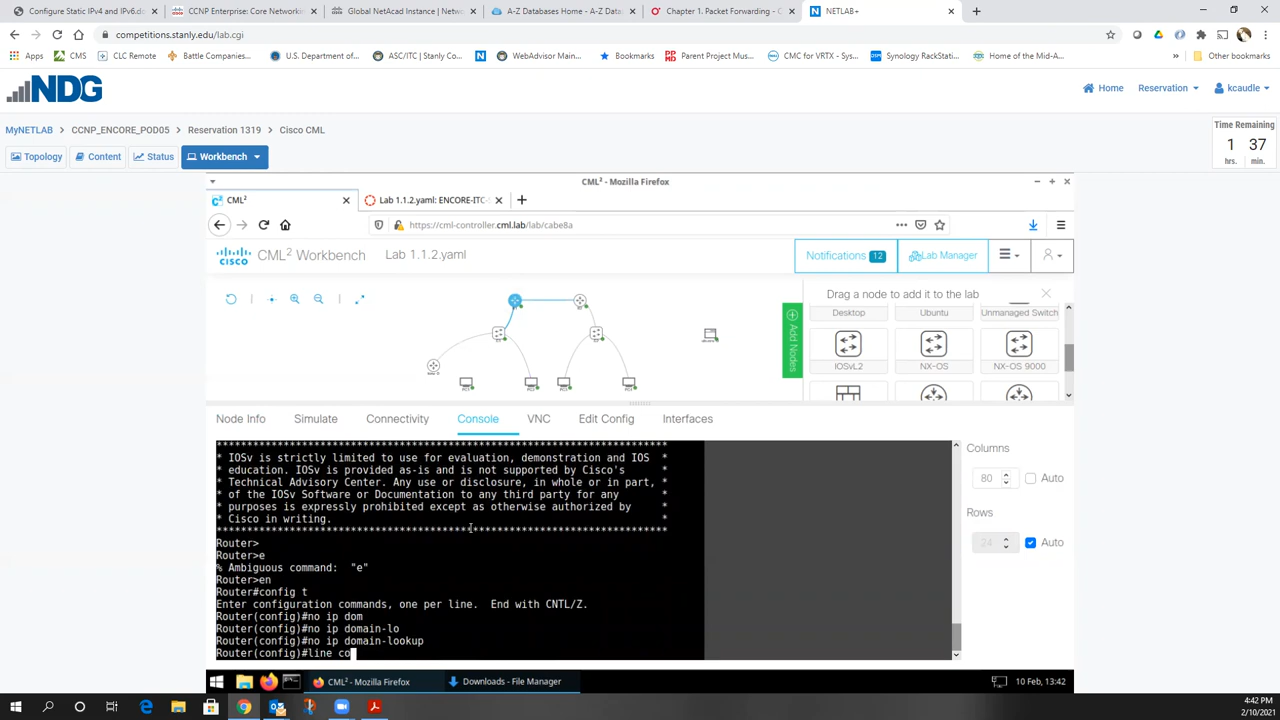 Configure Static IPv4 and IPv6.do
CCNP Enterprise: Core Networkin
Global NetAcad Instance | Netwo
A-Z Databases Home - A-Z Datab
Chapter 1. Packet Forwarding - C
NETLAB+
competitions.stanly.edu/lab.cgi
Apps
CMS
CLC Remote
Battle Companies...
U.S. Department of...
ASC/ITC | Stanly Co...
WebAdvisor Main...
Bookmarks
Parent Project Mus...
CMC for VRTX - Sys...
Synology RackStati...
Home of the Mid-A...
»
Other bookmarks
NDG
Home
Reservation
kcaudle
MyNETLAB > CCNP_ENCORE_POD05 > Reservation 1319 > Cisco CML
Time Remaining
1 37
hrs. min.
Topology
Content
Status
Workbench
CML² - Mozilla Firefox
CML²
Lab 1.1.2.yaml: ENCORE-ITC-
https://cml-controller.cml.lab/lab/cabe8a
CISCO
CML² Workbench
Lab 1.1.2.yaml
Notifications 12
Lab Manager
Drag a node to add it to the lab
Add Nodes
Desktop
Ubuntu
Unmanaged Switch
IOSvL2
NX-OS
NX-OS 9000
Node Info
Simulate
Connectivity
Console
VNC
Edit Config
Interfaces
**********************************************************************
* IOSv is strictly limited to use for evaluation, demonstration and IOS *
* education. IOSv is provided as-is and is not supported by Cisco's *
* Technical Advisory Center. Any use or disclosure, in whole or in part, *
* of the IOSv Software or Documentation to any third party for any *
* purposes is expressly prohibited except as otherwise authorized by *
* Cisco in writing. *
**********************************************************************
Router>
Router>e
% Ambiguous command: "e"
Router>en
Router#config t
Enter configuration commands, one per line. End with CNTL/Z.
Router(config)#no ip dom
Router(config)#no ip domain-lo
Router(config)#no ip domain-lookup
Router(config)#line co
Columns
80
Auto
Rows
24
Auto
CML² - Mozilla Firefox
Downloads - File Manager
10 Feb, 13:42
4:42 PM
2/10/2021